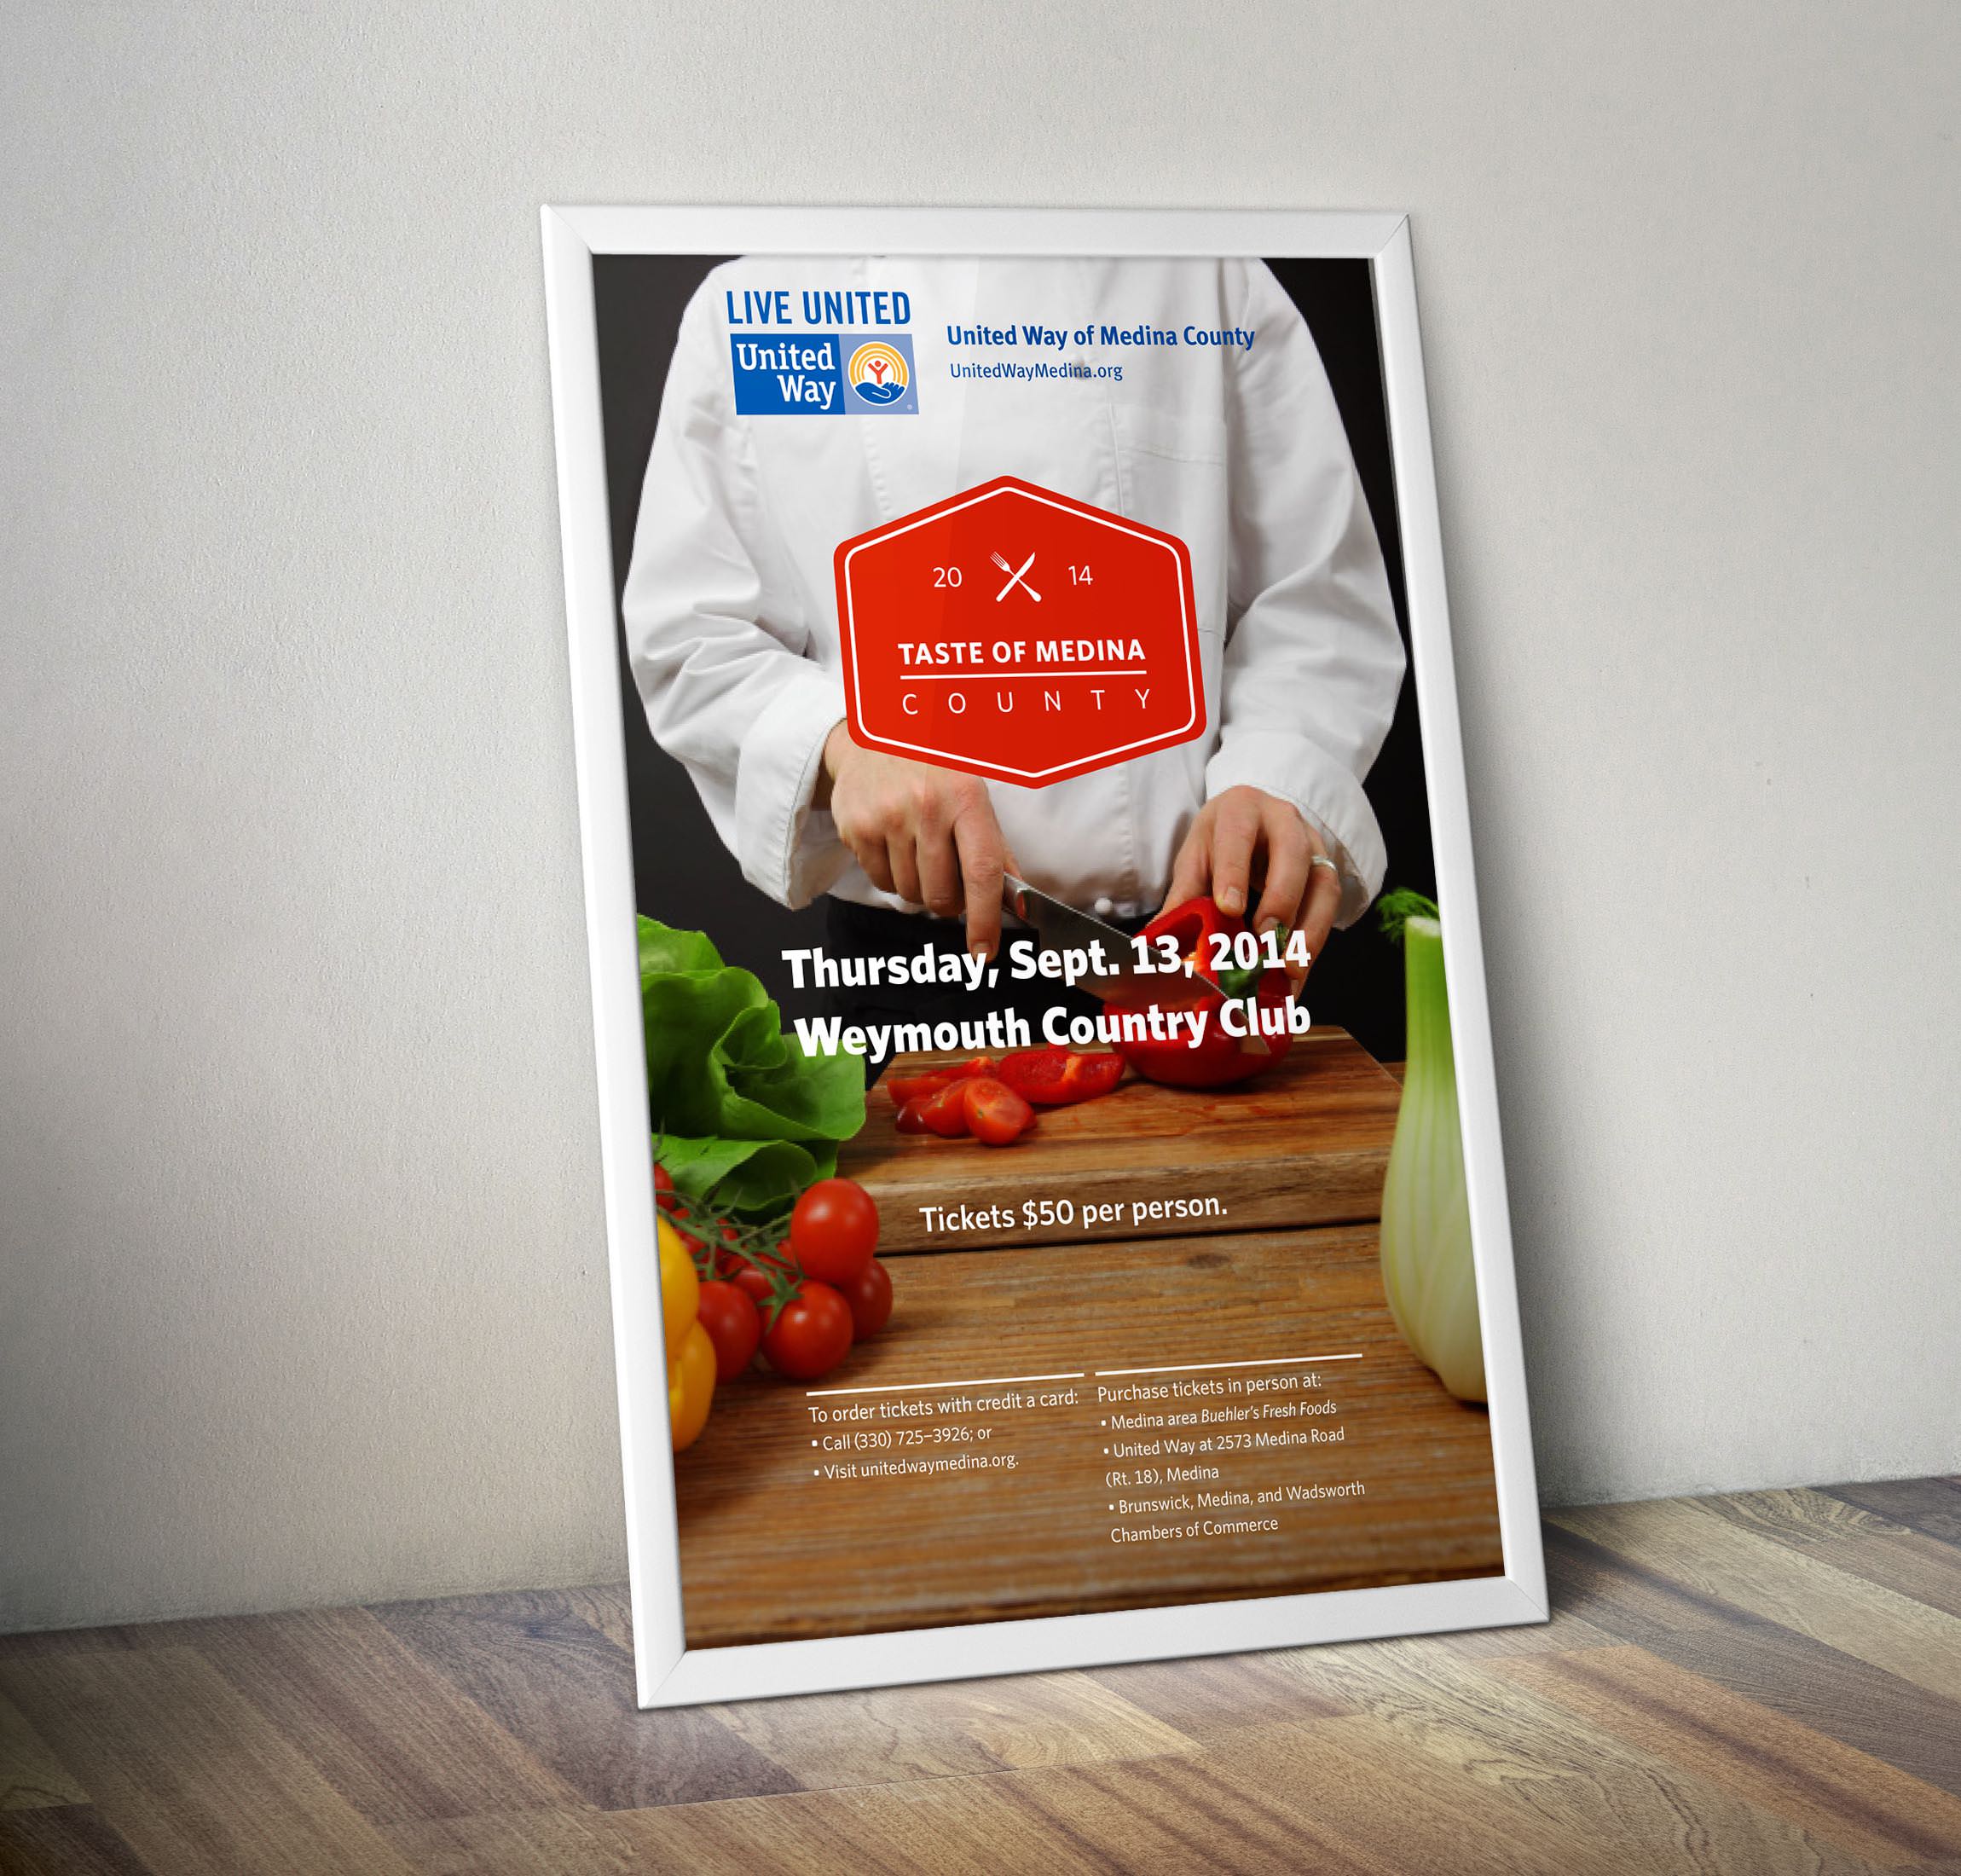 LIVE UNITED
United
Way
®
United Way of Medina County
UnitedWayMedina.org
20 14
TASTE OF MEDINA
COUNTY
Thursday, Sept. 13, 2014
Weymouth Country Club
Tickets $50 per person.
To order tickets with credit a card:
• Call (330) 725–3926; or
• Visit unitedwaymedina.org.
Purchase tickets in person at:
• Medina area Buehler's Fresh Foods
• United Way at 2573 Medina Road
(Rt. 18), Medina
• Brunswick, Medina, and Wadsworth
Chambers of Commerce